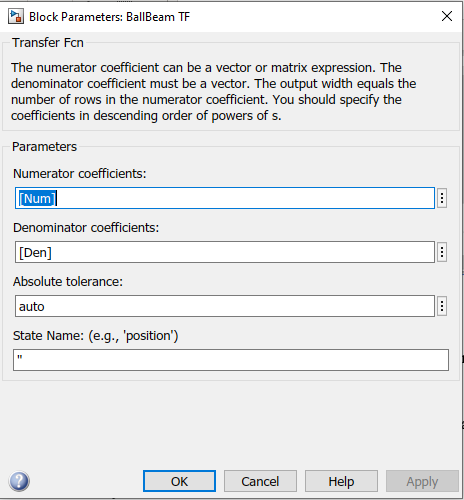 Block Parameters: BallBeam TF
Transfer Fcn
The numerator coefficient can be a vector or matrix expression. The
denominator coefficient must be a vector. The output width equals the
number of rows in the numerator coefficient. You should specify the
coefficients in descending order of powers of s.
Parameters
Numerator coefficients:
[Num]
Denominator coefficients:
[Den]
Absolute tolerance:
auto
State Name: (e.g., 'position')
''
OK Cancel Help Apply